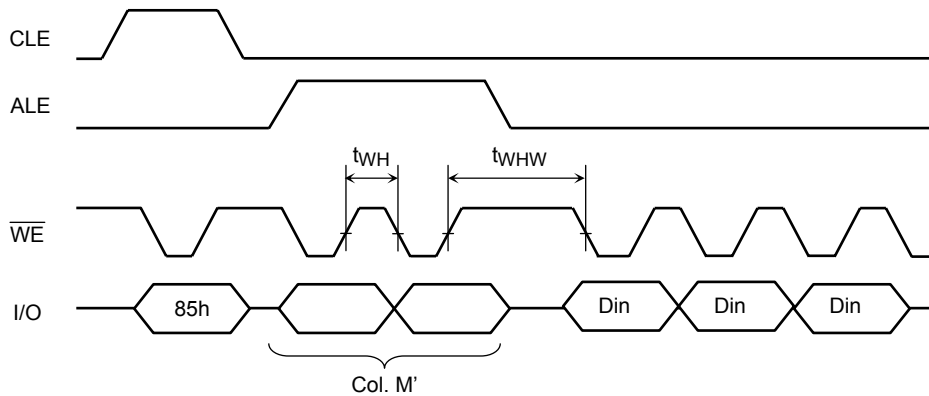 CLE
ALE
tWH
tWHW
WE
I/O
85h
Din
Din
Din
Col. M’